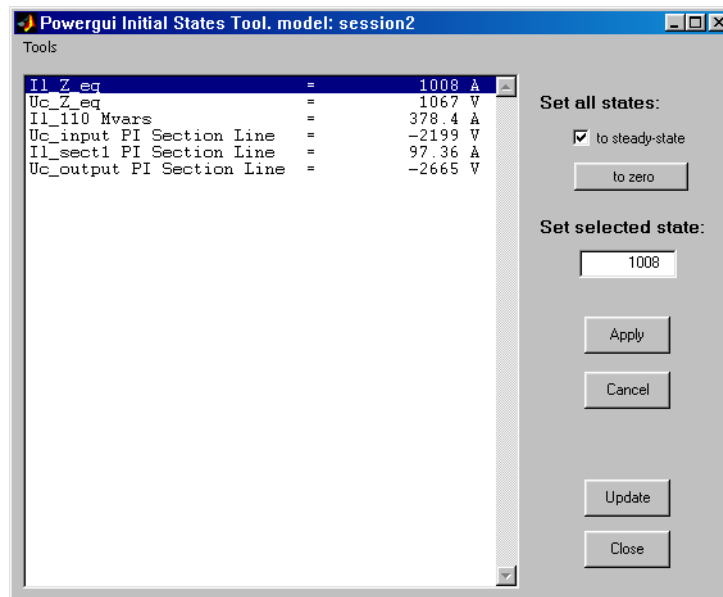 Powergui Initial States Tool. model: session2
Tools
Il_Z_eq = 1008 A
Uc_Z_eq = 1067 V
Il_110 Mvars = 378.4 A
Uc_input PI Section Line = -2199 V
Il_sect1 PI Section Line = 97.36 A
Uc_output PI Section Line = -2665 V
Set all states:
to steady-state
to zero
Set selected state:
1008
Apply
Cancel
Update
Close